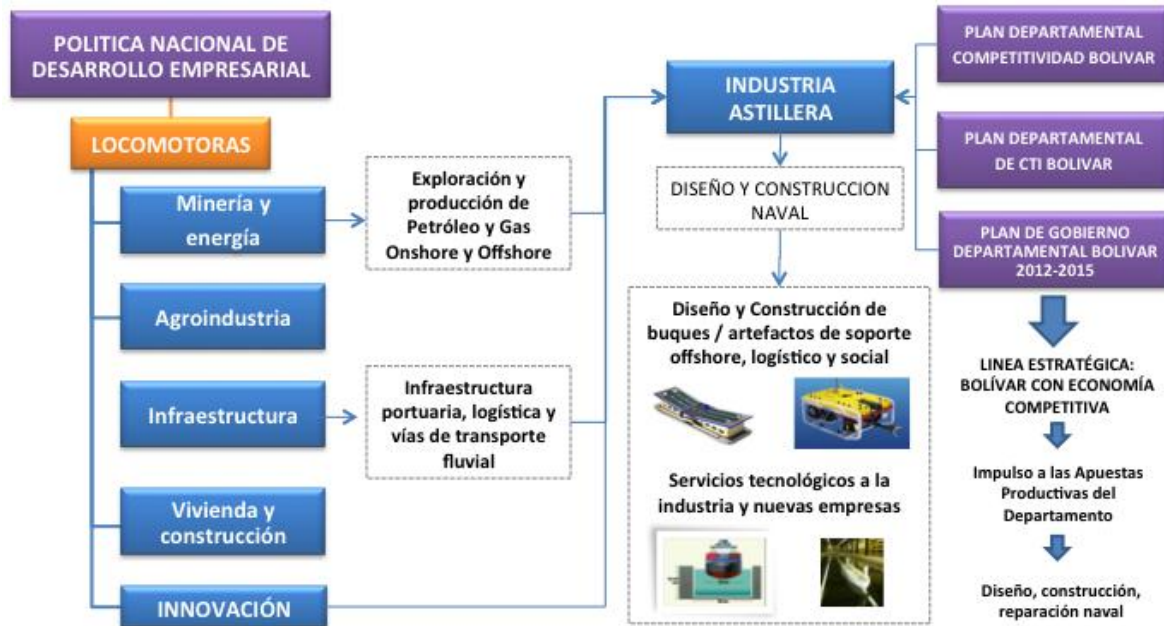 POLITICA NACIONAL DE
DESARROLLO EMPRESARIAL
LOCOMOTORAS
Minería y
energía
Agroindustria
Infraestructura
Vivienda y
construcción
INNOVACIÓN
Exploración y
producción de
Petróleo y Gas
Onshore y Offshore
Infraestructura
portuaria, logística y
vías de transporte
fluvial
INDUSTRIA
ASTILLERA
DISEÑO Y CONSTRUCCION
NAVAL
Diseño y Construcción de
buques / artefactos de soporte
offshore, logístico y social
Servicios tecnológicos a la
industria y nuevas empresas
PLAN DEPARTAMENTAL
COMPETITIVIDAD BOLIVAR
PLAN DEPARTAMENTAL
DE CTI BOLIVAR
PLAN DE GOBIERNO
DEPARTAMENTAL BOLIVAR
2012-2015
LINEA ESTRATÉGICA:
BOLÍVAR CON ECONOMÍA
COMPETITIVA
Impulso a las Apuestas
Productivas del
Departamento
Diseño, construcción,
reparación naval